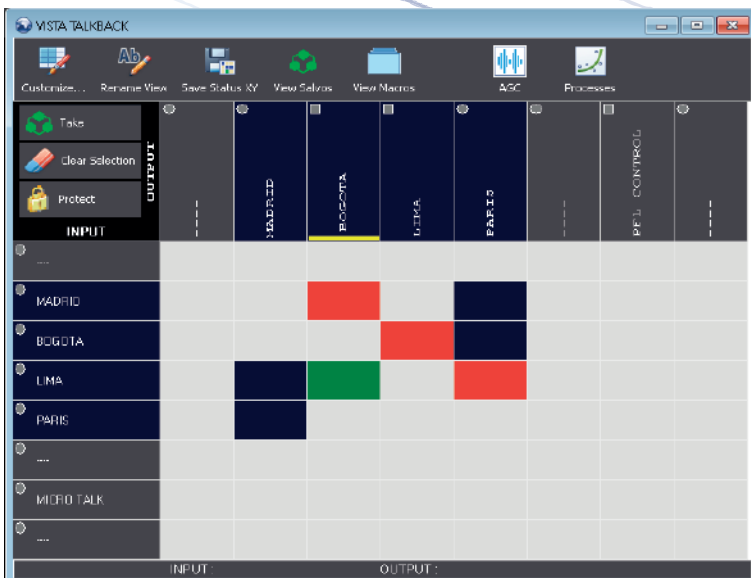 VISTA TALKBACK
Customize... Rename View Save Status XY View Salvos View Macros AGC Processes
Take
Clear Selection
Protect
OUTPUT
INPUT
----
MADRID
BOGOTA
LIMA
PARIS
----
PFL CONTROL
----
----
MADRID
BOGOTA
LIMA
PARIS
----
MICRO TALK
----
INPUT: OUTPUT: